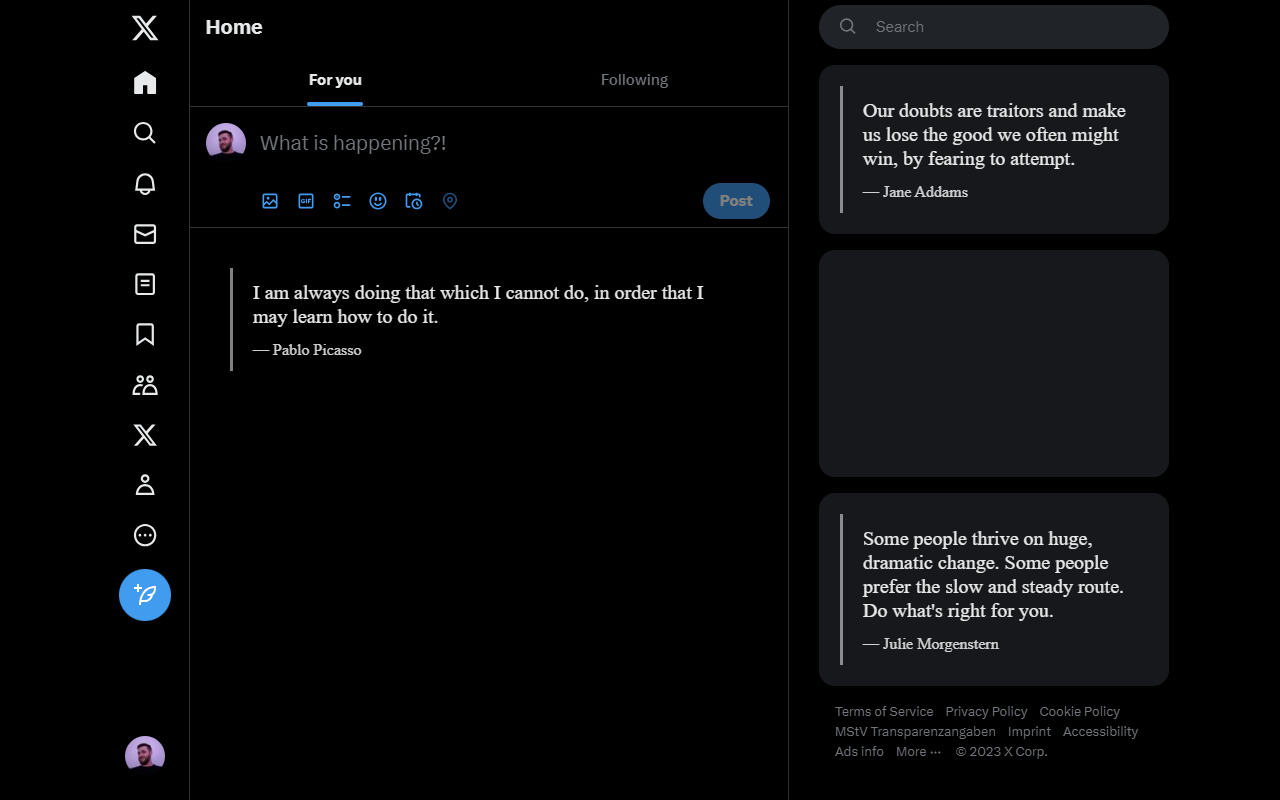 Home
For you
Following
What is happening?!
GIF
Post
I am always doing that which I cannot do, in order that I
may learn how to do it.
— Pablo Picasso
Search
Our doubts are traitors and make
us lose the good we often might
win, by fearing to attempt.
— Jane Addams
Some people thrive on huge,
dramatic change. Some people
prefer the slow and steady route.
Do what's right for you.
— Julie Morgenstern
Terms of Service Privacy Policy Cookie Policy
MStV Transparenzangaben Imprint Accessibility
Ads info More ··· © 2023 X Corp.